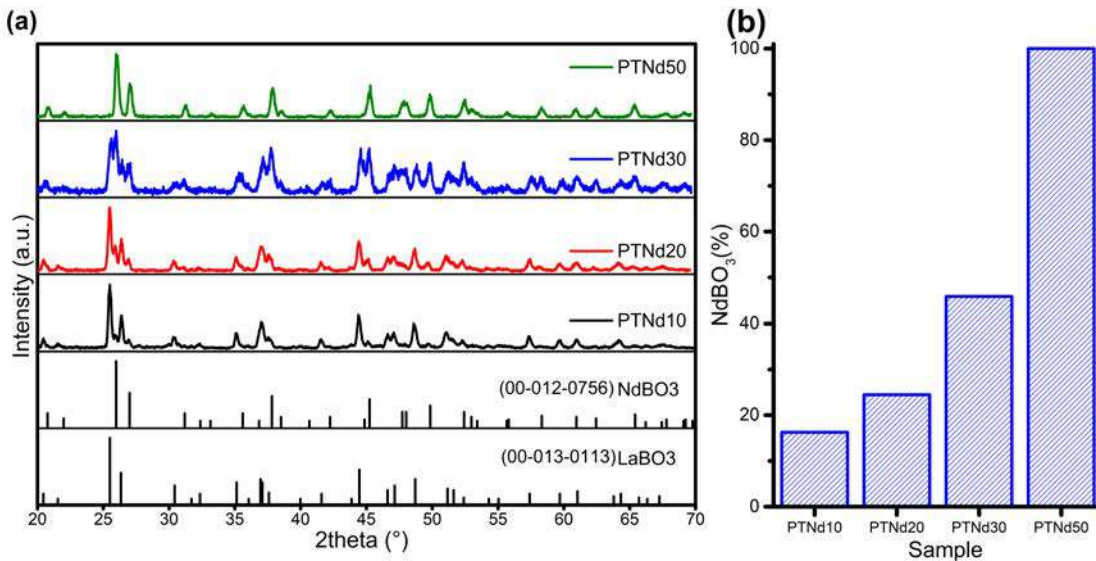 (a)
PTNd50
PTNd30
PTNd20
PTNd10
(00-012-0756) NdBO3
(00-013-0113) LaBO3
Intensity (a.u.)
20 25 30 35 40 45 50 55 60 65 70
2theta (°)
(b)
100
80
60
40
20
0
NdBO3(%)
PTNd10 PTNd20 PTNd30 PTNd50
Sample